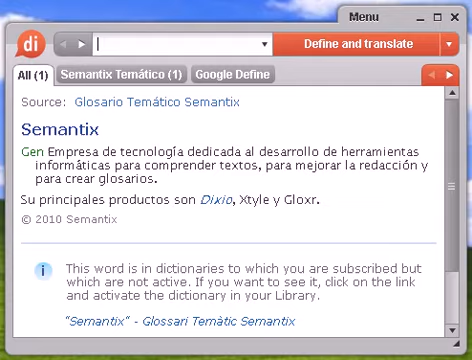 Menu
di
Define and translate
All (1) Semantix Temático (1) Google Define
Source: Glosario Temático Semantix
Semantix
Gen Empresa de tecnología dedicada al desarrollo de herramientas
informáticas para comprender textos, para mejorar la redacción y
para crear glosarios.
Su principales productos son Dixio, Xtyle y Gloxr.
© 2010 Semantix
i
This word is in dictionaries to which you are subscribed but
which are not active. If you want to see it, click on the link
and activate the dictionary in your Library.
"Semantix" - Glossari Temàtic Semantix